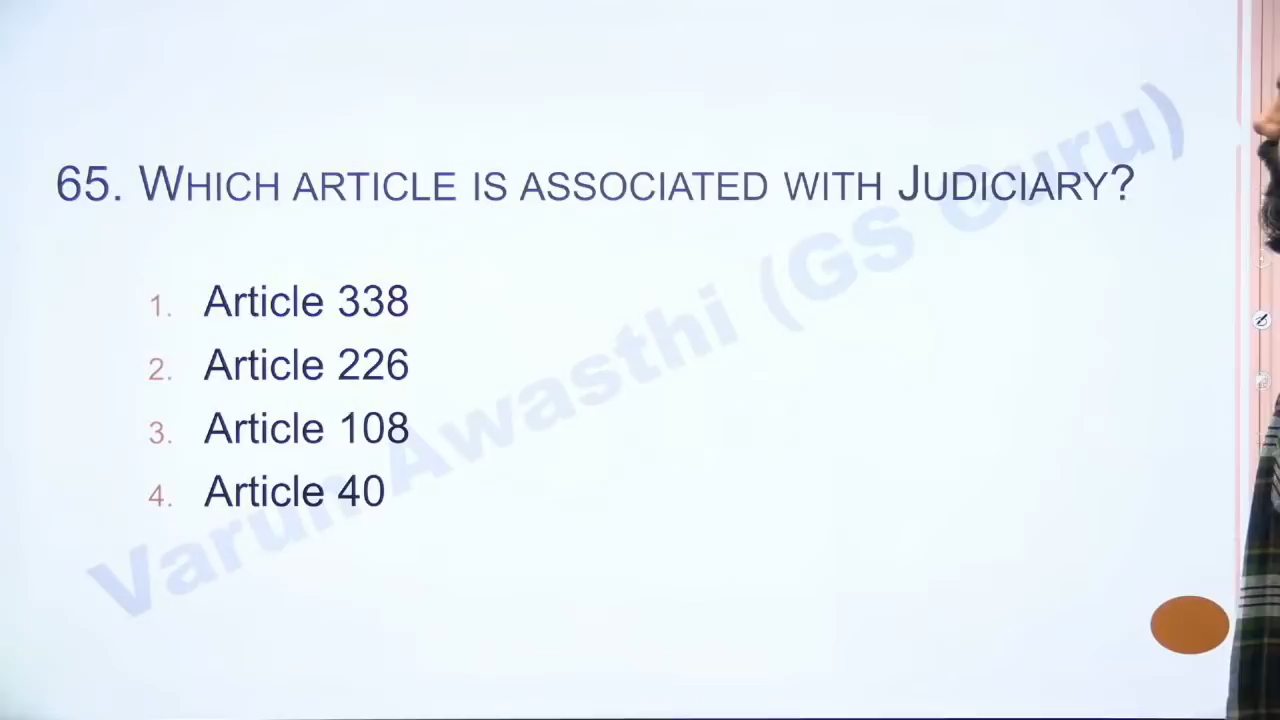 65. WHICH ARTICLE IS ASSOCIATED WITH JUDICIARY?
1. Article 338
2. Article 226
3. Article 108
4. Article 40
Varun Awasthi (GS Guru)